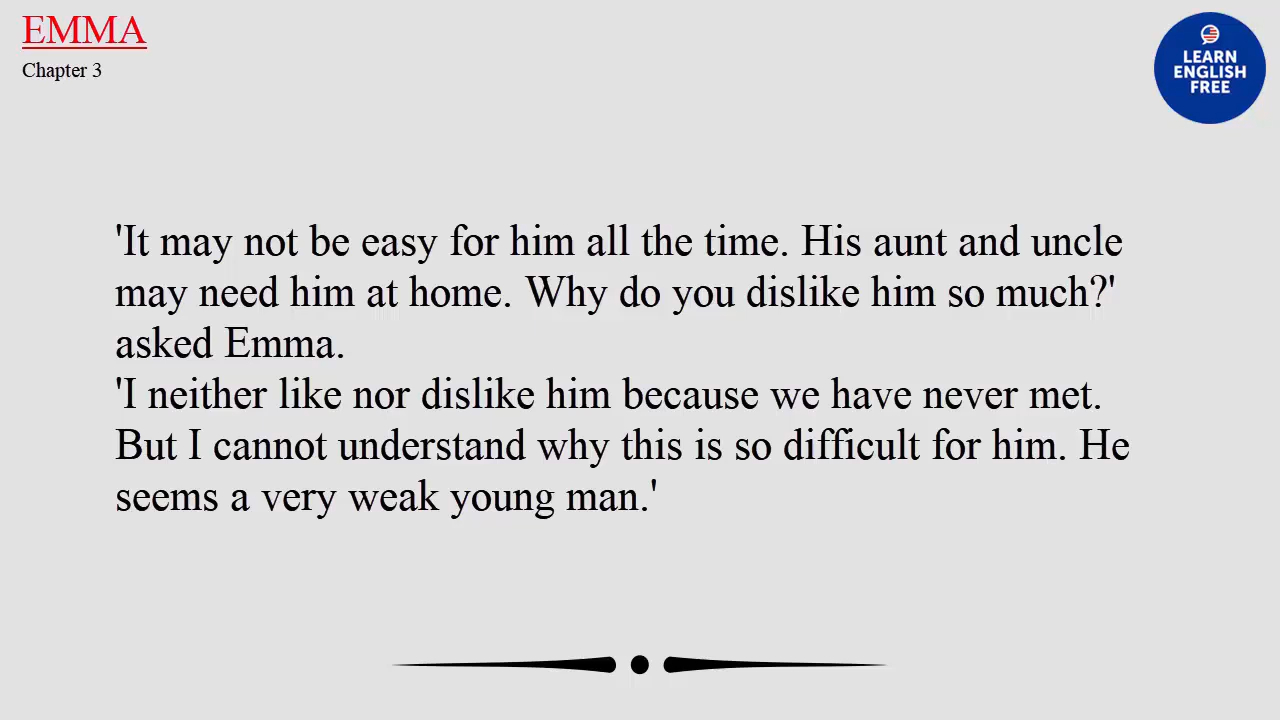 EMMA
Chapter 3
LEARN
ENGLISH
FREE
'It may not be easy for him all the time. His aunt and uncle
may need him at home. Why do you dislike him so much?'
asked Emma.
'I neither like nor dislike him because we have never met.
But I cannot understand why this is so difficult for him. He
seems a very weak young man.'